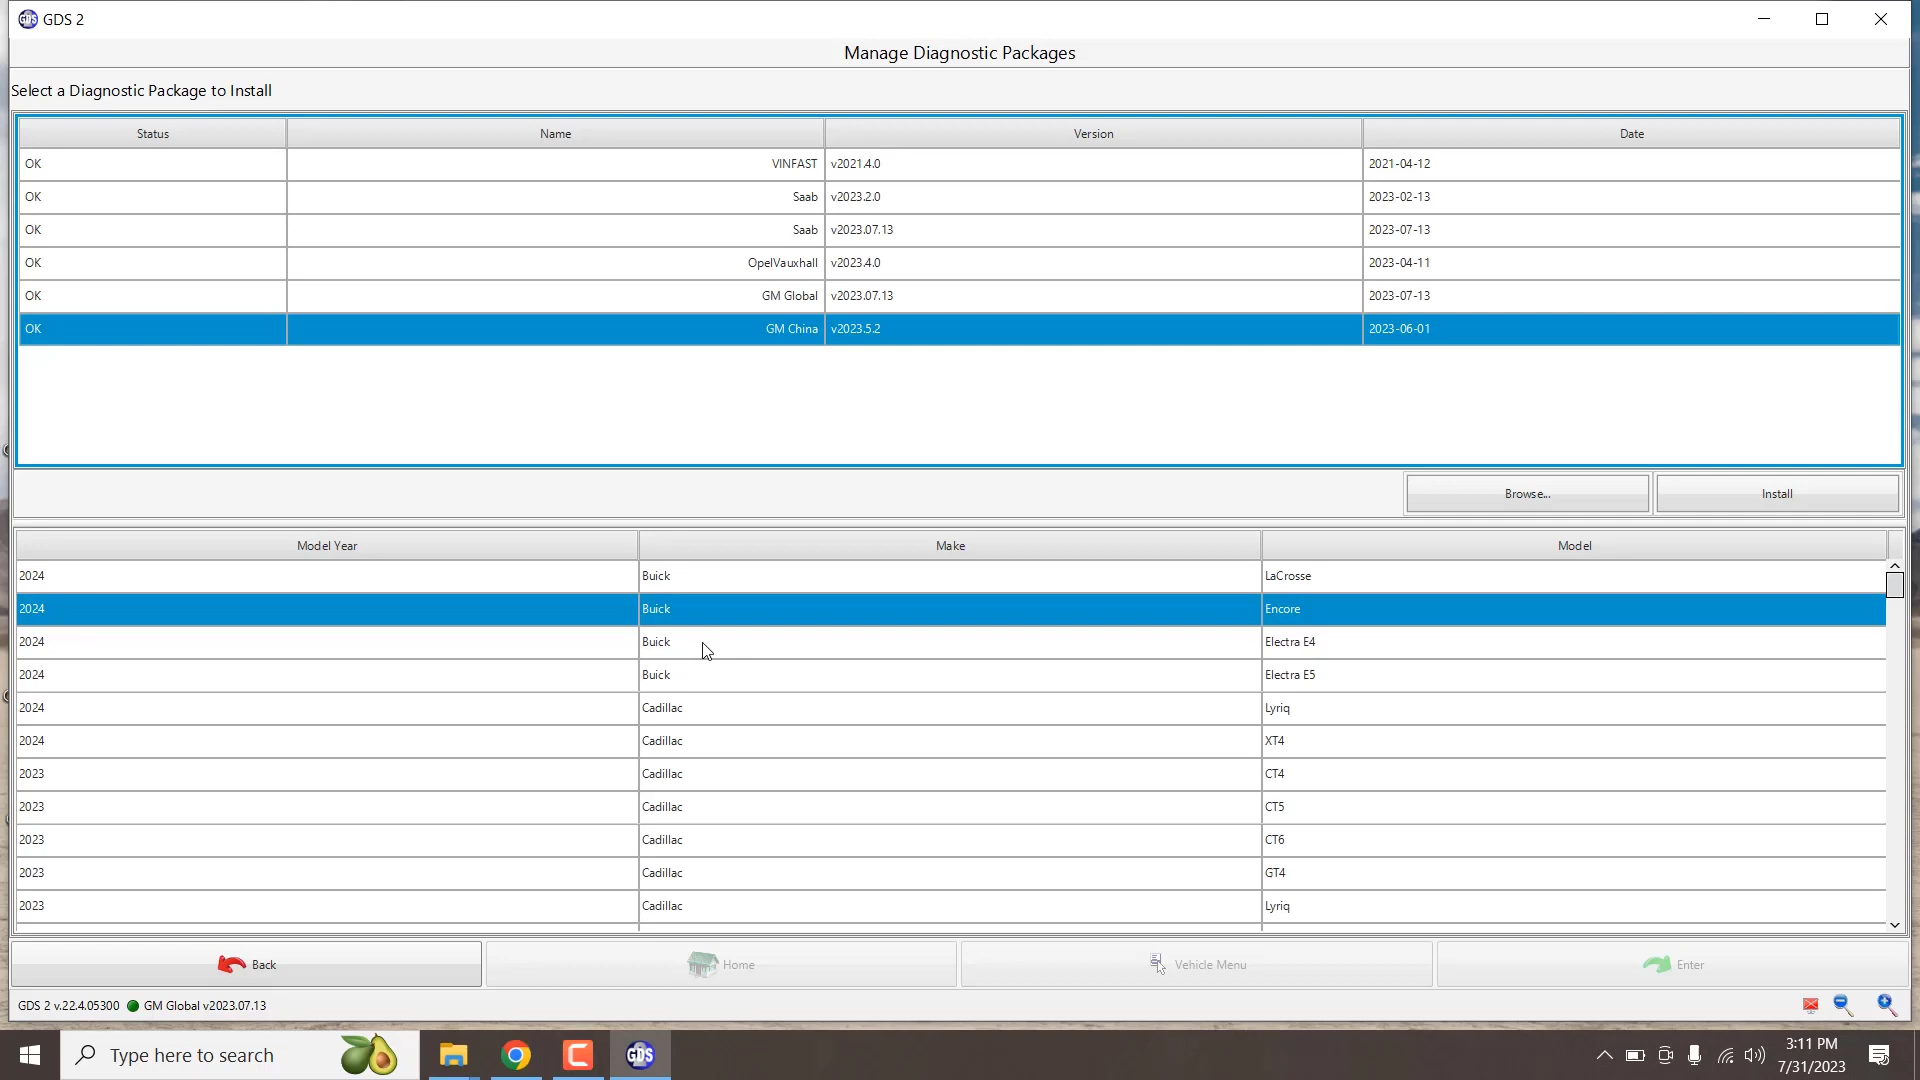 GDS 2
Manage Diagnostic Packages
Select a Diagnostic Package to Install
Status Name Version Date
OK VINFAST v2021.4.0 2021-04-12
OK Saab v2023.2.0 2023-02-13
OK Saab v2023.07.13 2023-07-13
OK OpelVauxhall v2023.4.0 2023-04-11
OK GM Global v2023.07.13 2023-07-13
OK GM China v2023.5.2 2023-06-01
Browse... Install
Model Year Make Model
2024 Buick LaCrosse
2024 Buick Encore
2024 Buick Electra E4
2024 Buick Electra E5
2024 Cadillac Lyriq
2024 Cadillac XT4
2023 Cadillac CT4
2023 Cadillac CT5
2023 Cadillac CT6
2023 Cadillac GT4
2023 Cadillac Lyriq
Back Home Vehicle Menu Enter
GDS 2 v.22.4.05300 GM Global v2023.07.13
Type here to search GDS 3:11 PM
7/31/2023